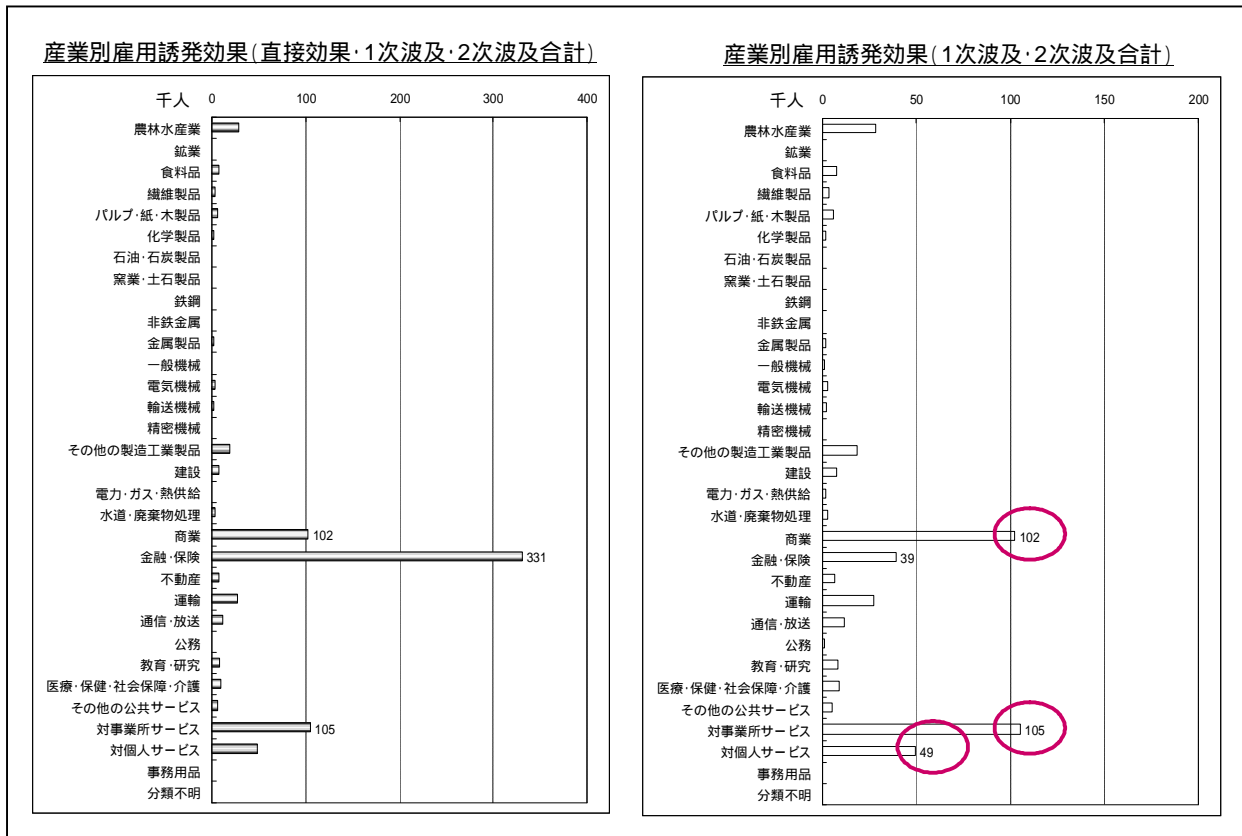 産業別雇用誘発効果(直接効果・1次波及・2次波及合計)
千人 0 100 200 300 400
農林水産業
鉱業
食料品
繊維製品
パルプ・紙・木製品
化学製品
石油・石炭製品
窯業・土石製品
鉄鋼
非鉄金属
金属製品
一般機械
電気機械
輸送機械
精密機械
その他の製造工業製品
建設
電力・ガス・熱供給
水道・廃棄物処理
商業 102
金融・保険 331
不動産
運輸
通信・放送
公務
教育・研究
医療・保健・社会保障・介護
その他の公共サービス
対事業所サービス 105
対個人サービス
事務用品
分類不明
産業別雇用誘発効果(1次波及・2次波及合計)
千人 0 50 100 150 200
農林水産業
鉱業
食料品
繊維製品
パルプ・紙・木製品
化学製品
石油・石炭製品
窯業・土石製品
鉄鋼
非鉄金属
金属製品
一般機械
電気機械
輸送機械
精密機械
その他の製造工業製品
建設
電力・ガス・熱供給
水道・廃棄物処理
商業 102
金融・保険 39
不動産
運輸
通信・放送
公務
教育・研究
医療・保健・社会保障・介護
その他の公共サービス
対事業所サービス 105
対個人サービス 49
事務用品
分類不明